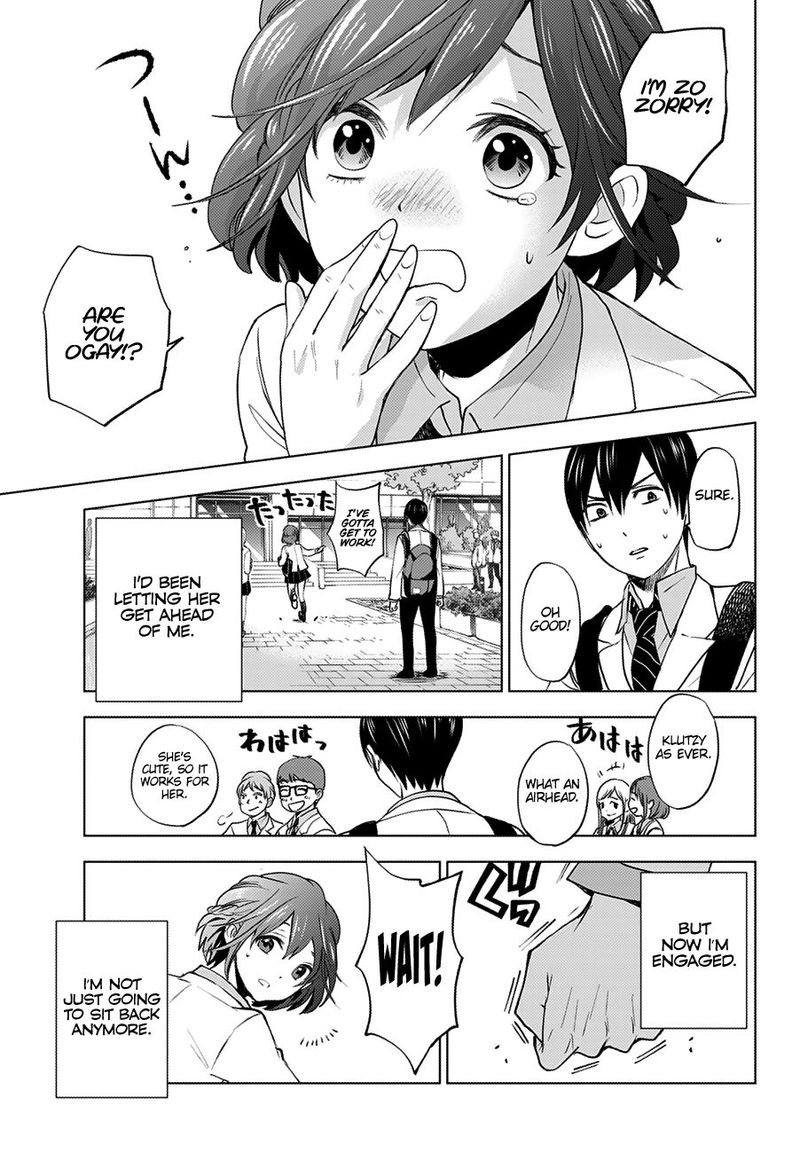 I'M ZO
ZORRY!
つーん…
ARE
YOU
OGAY!?
SURE.
OH
GOOD!
I'VE
GOTTA
GET TO
WORK!
たったった
I'D BEEN
LETTING HER
GET AHEAD
OF ME.
KLUTZY
AS EVER.
あはは
WHAT AN
AIRHEAD.
わははっ
SHE'S
CUTE, SO IT
WORKS FOR
HER.
BUT
NOW I'M
ENGAGED.
グッ
WAIT!
I'M NOT
JUST GOING
TO SIT BACK
ANYMORE.